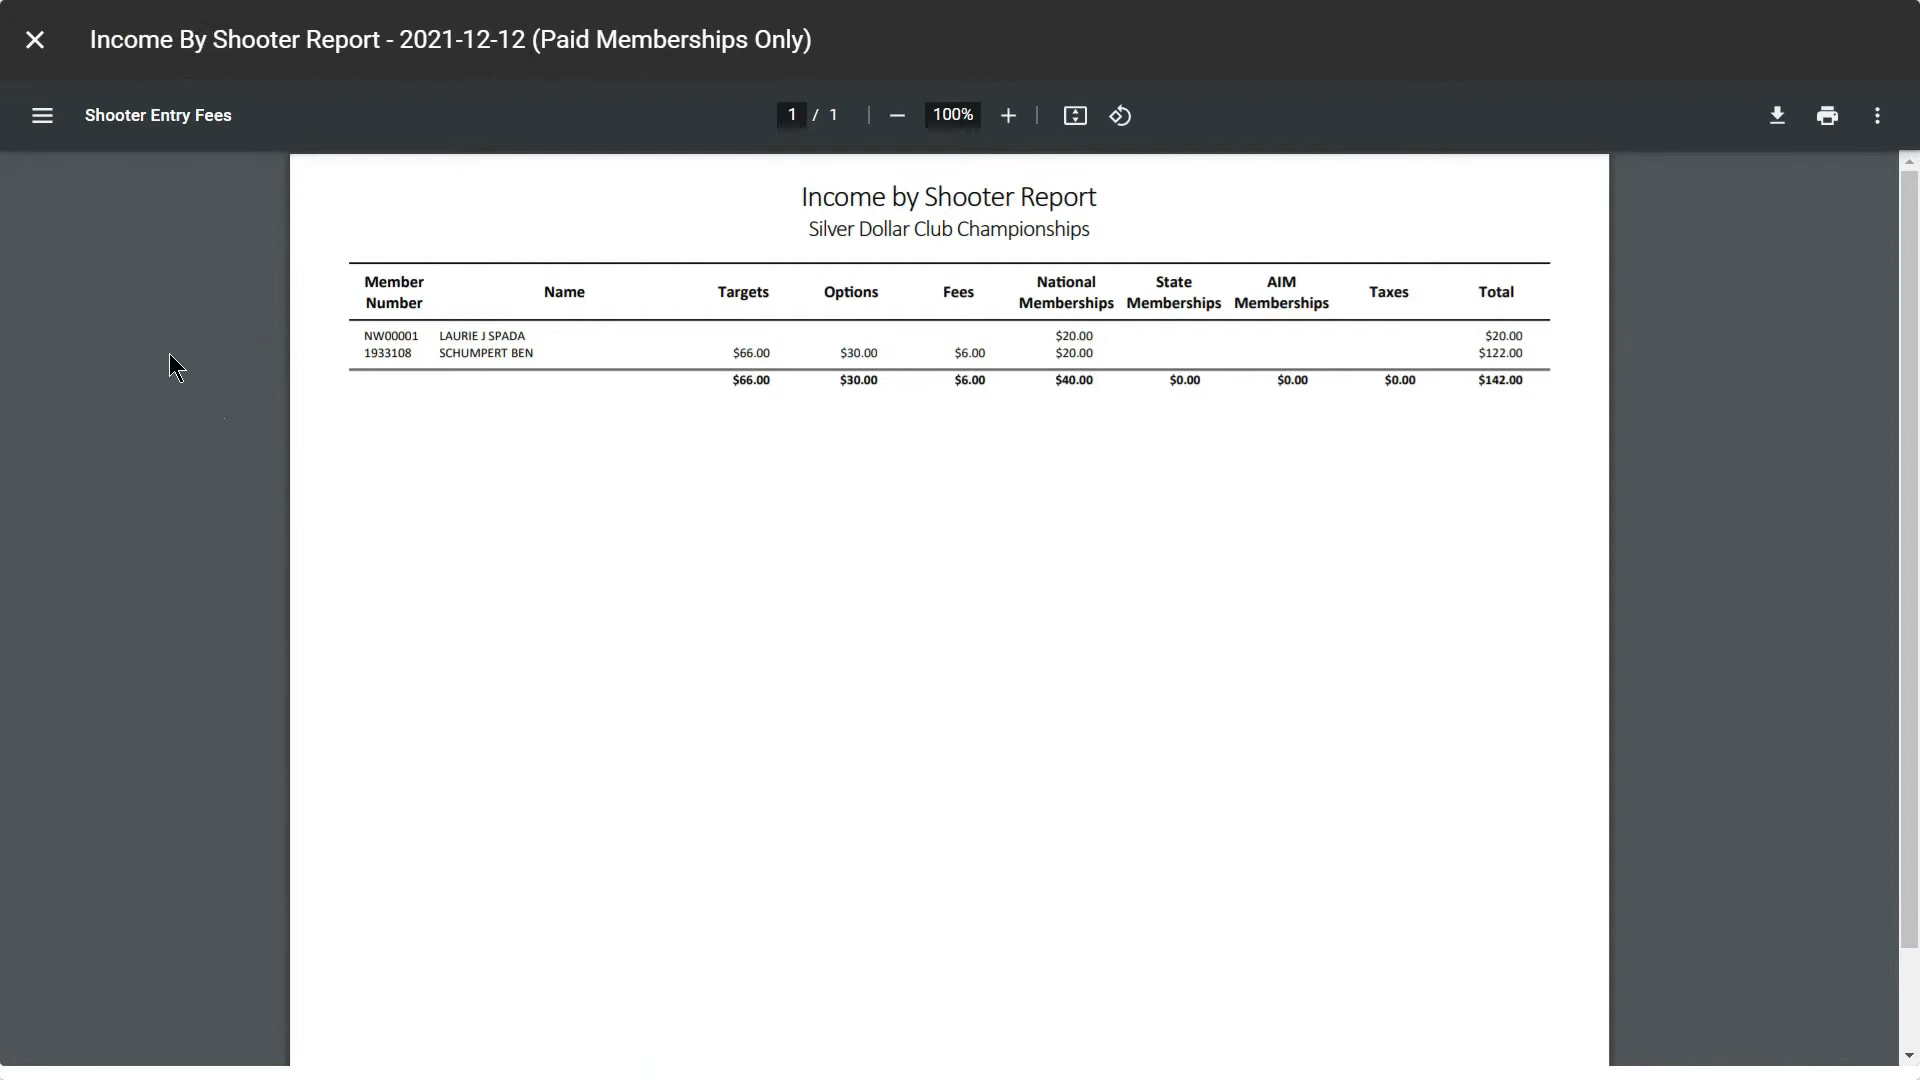 Income By Shooter Report - 2021-12-12 (Paid Memberships Only)
Shooter Entry Fees
1 / 1
100%
Income by Shooter Report
Silver Dollar Club Championships
Member Number Name Targets Options Fees National Memberships State Memberships AIM Memberships Taxes Total
NW00001 LAURIE J SPADA $20.00 $20.00
1933108 SCHUMPERT BEN $66.00 $30.00 $6.00 $20.00 $122.00
$66.00 $30.00 $6.00 $40.00 $0.00 $0.00 $0.00 $142.00